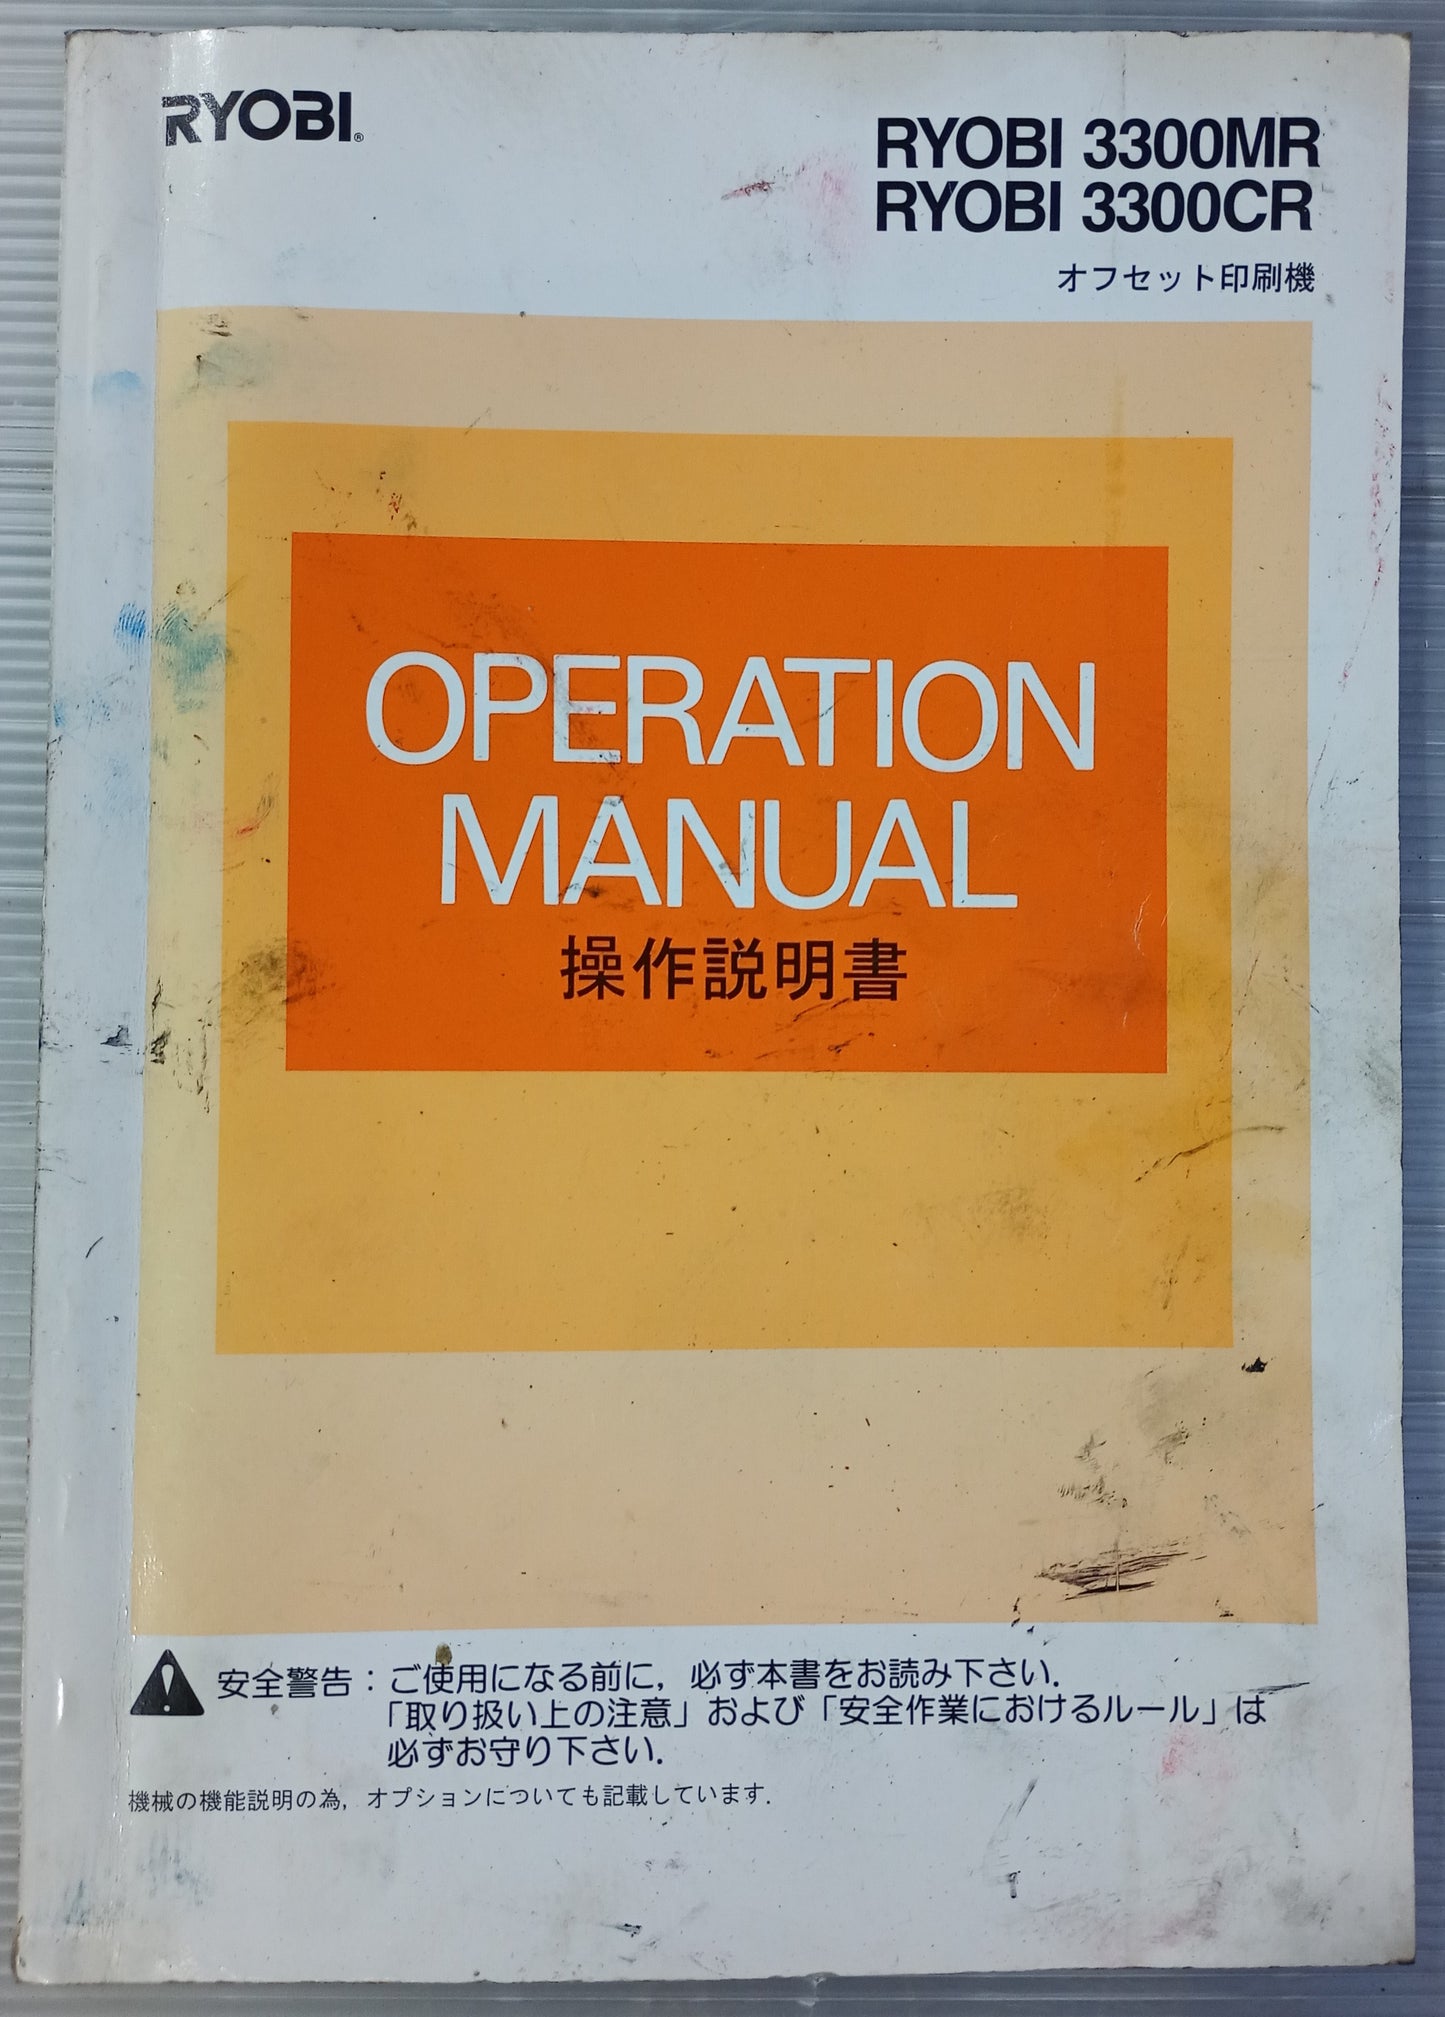 RYOBI®
RYOBI 3300MR
RYOBI 3300CR
オフセット印刷機
OPERATION
MANUAL
操作説明書
安全警告：ご使用になる前に，必ず本書をお読み下さい．
「取り扱い上の注意」および「安全作業におけるルール」は
必ずお守り下さい．
機械の機能説明の為，オプションについても記載しています．